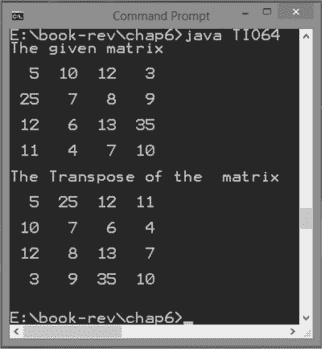 Command Prompt
E:\book-rev\chap6>java TIO64
The given matrix
5 10 12 3
25 7 8 9
12 6 13 35
11 4 7 10
The Transpose of the matrix
5 25 12 11
10 7 6 4
12 8 13 7
3 9 35 10
E:\book-rev\chap6>_